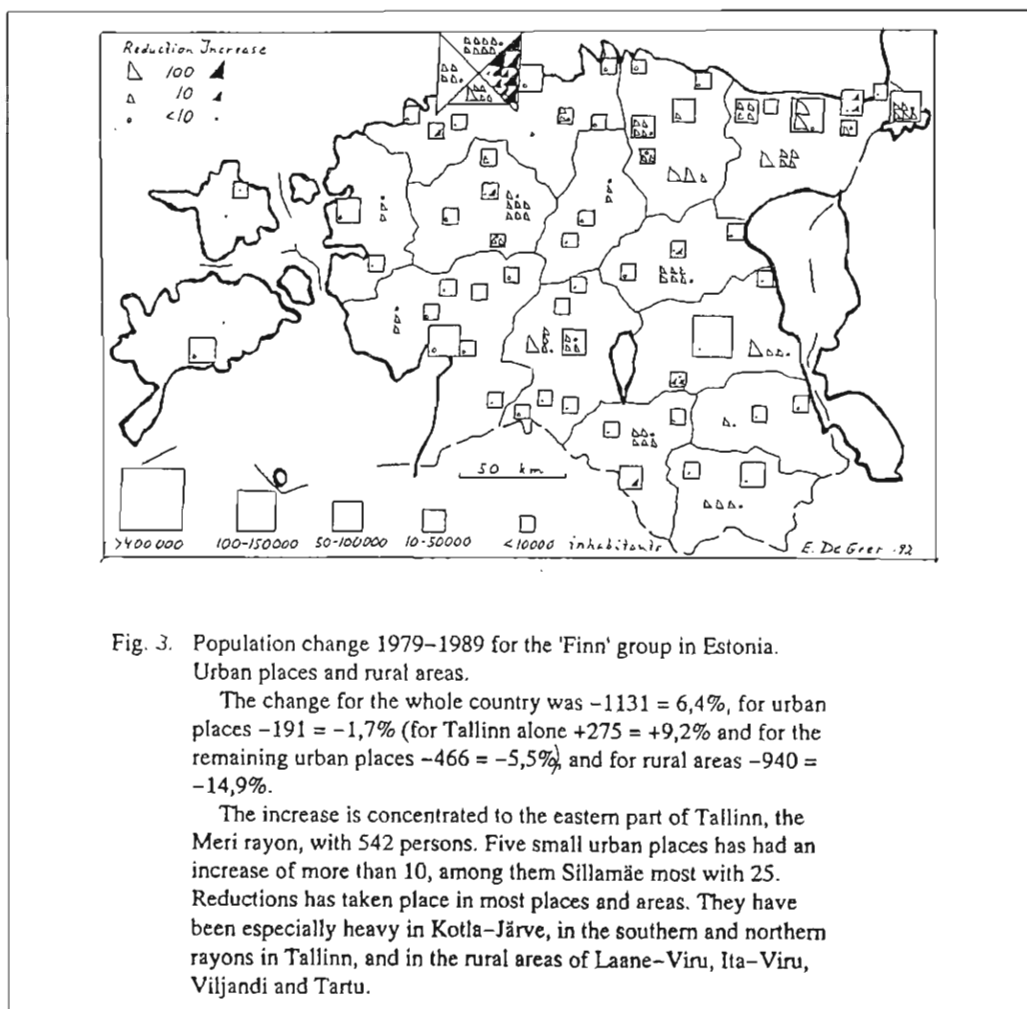 Reduction Increase
100
10
<10
50 km
>400000
100-150000
50-100000
10-50000
<10000
inhabitants
E. De Geer -92
Fig. 3. Population change 1979–1989 for the 'Finn' group in Estonia.
Urban places and rural areas.
The change for the whole country was −1131 = 6,4%, for urban
places −191 = −1,7% (for Tallinn alone +275 = +9,2% and for the
remaining urban places −466 = −5,5%), and for rural areas −940 =
−14,9%.
The increase is concentrated to the eastern part of Tallinn, the
Meri rayon, with 542 persons. Five small urban places has had an
increase of more than 10, among them Sillamäe most with 25.
Reductions has taken place in most places and areas. They have
been especially heavy in Kotla–Järve, in the southern and northern
rayons in Tallinn, and in the rural areas of Laane–Viru, Ita–Viru,
Viljandi and Tartu.